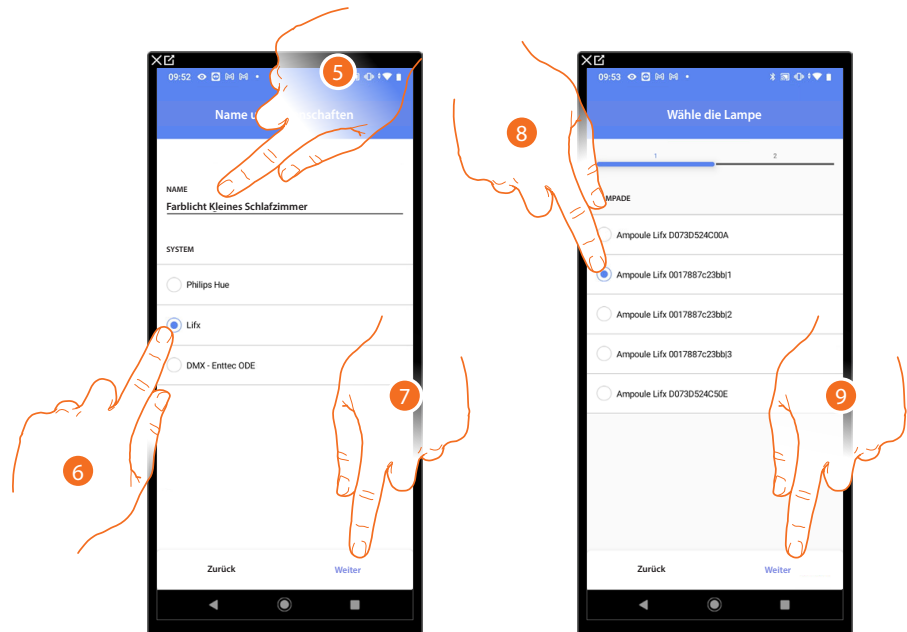 5
09:52
Name u chaften
NAME
Farblicht Kleines Schlafzimmer
SYSTEM
Philips Hue
Lifx
DMX - Enttec ODE
7
6
Zurück
Weiter
09:53
8
Wähle die Lampe
1 2
MPADE
Ampoule Lifx D073D524C00A
Ampoule Lifx 0017887c23bb|1
Ampoule Lifx 0017887c23bb|2
Ampoule Lifx 0017887c23bb|3
Ampoule Lifx D073D524C50E
9
Zurück
Weiter